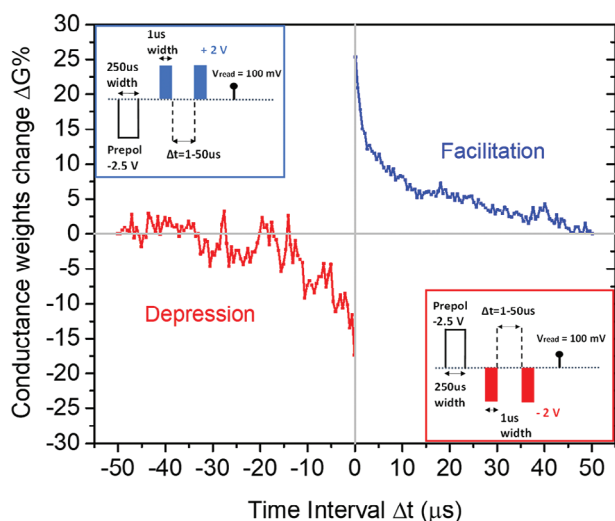 Conductance weights change ΔG%
30
25
20
15
10
5
0
-5
-10
-15
-20
-25
-30
1us
width
+ 2 V
250us
width
Vread = 100 mV
Prepol
-2.5 V
Δt=1-50us
Facilitation
Depression
Prepol
-2.5 V
Δt=1-50us
Vread = 100 mV
250us
width
1us
width
- 2 V
-50 -40 -30 -20 -10 0 10 20 30 40 50
Time Interval Δt (μs)